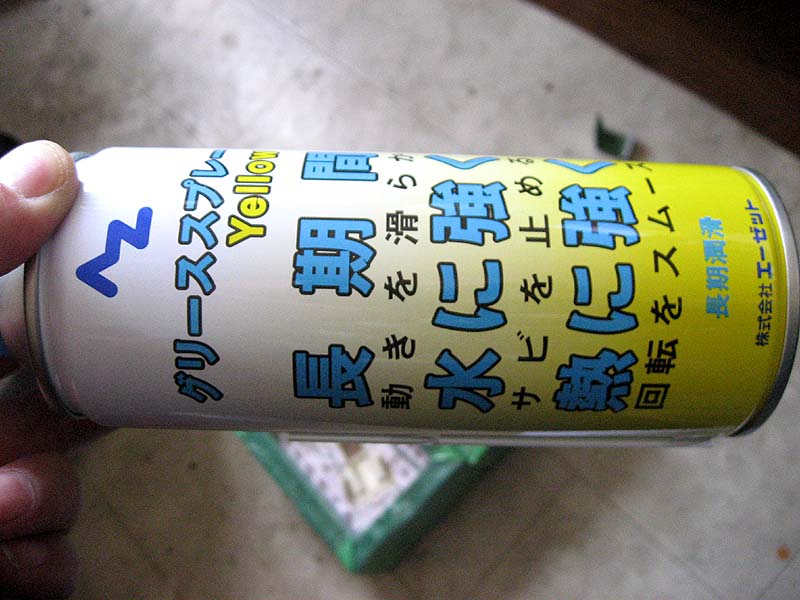 AZ
グリーススプレー
Yellow
長期間
動きを滑らか
水に強く
サビを止める
熱に強く
回転をスムース
長期潤滑
株式会社 エーゼット